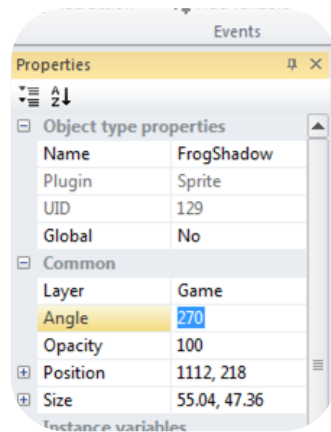 Events
Properties
Object type properties
Name FrogShadow
Plugin Sprite
UID 129
Global No
Common
Layer Game
Angle 270
Opacity 100
Position 1112, 218
Size 55.04, 47.36
Instance variables